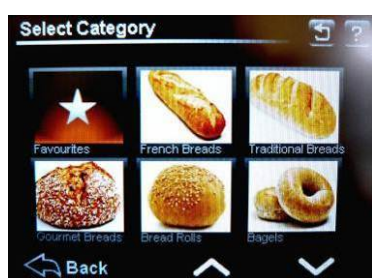 Select Category
?
Favourites
French Breads
Traditional Breads
Gourmet Breads
Bread Rolls
Bagels
Back